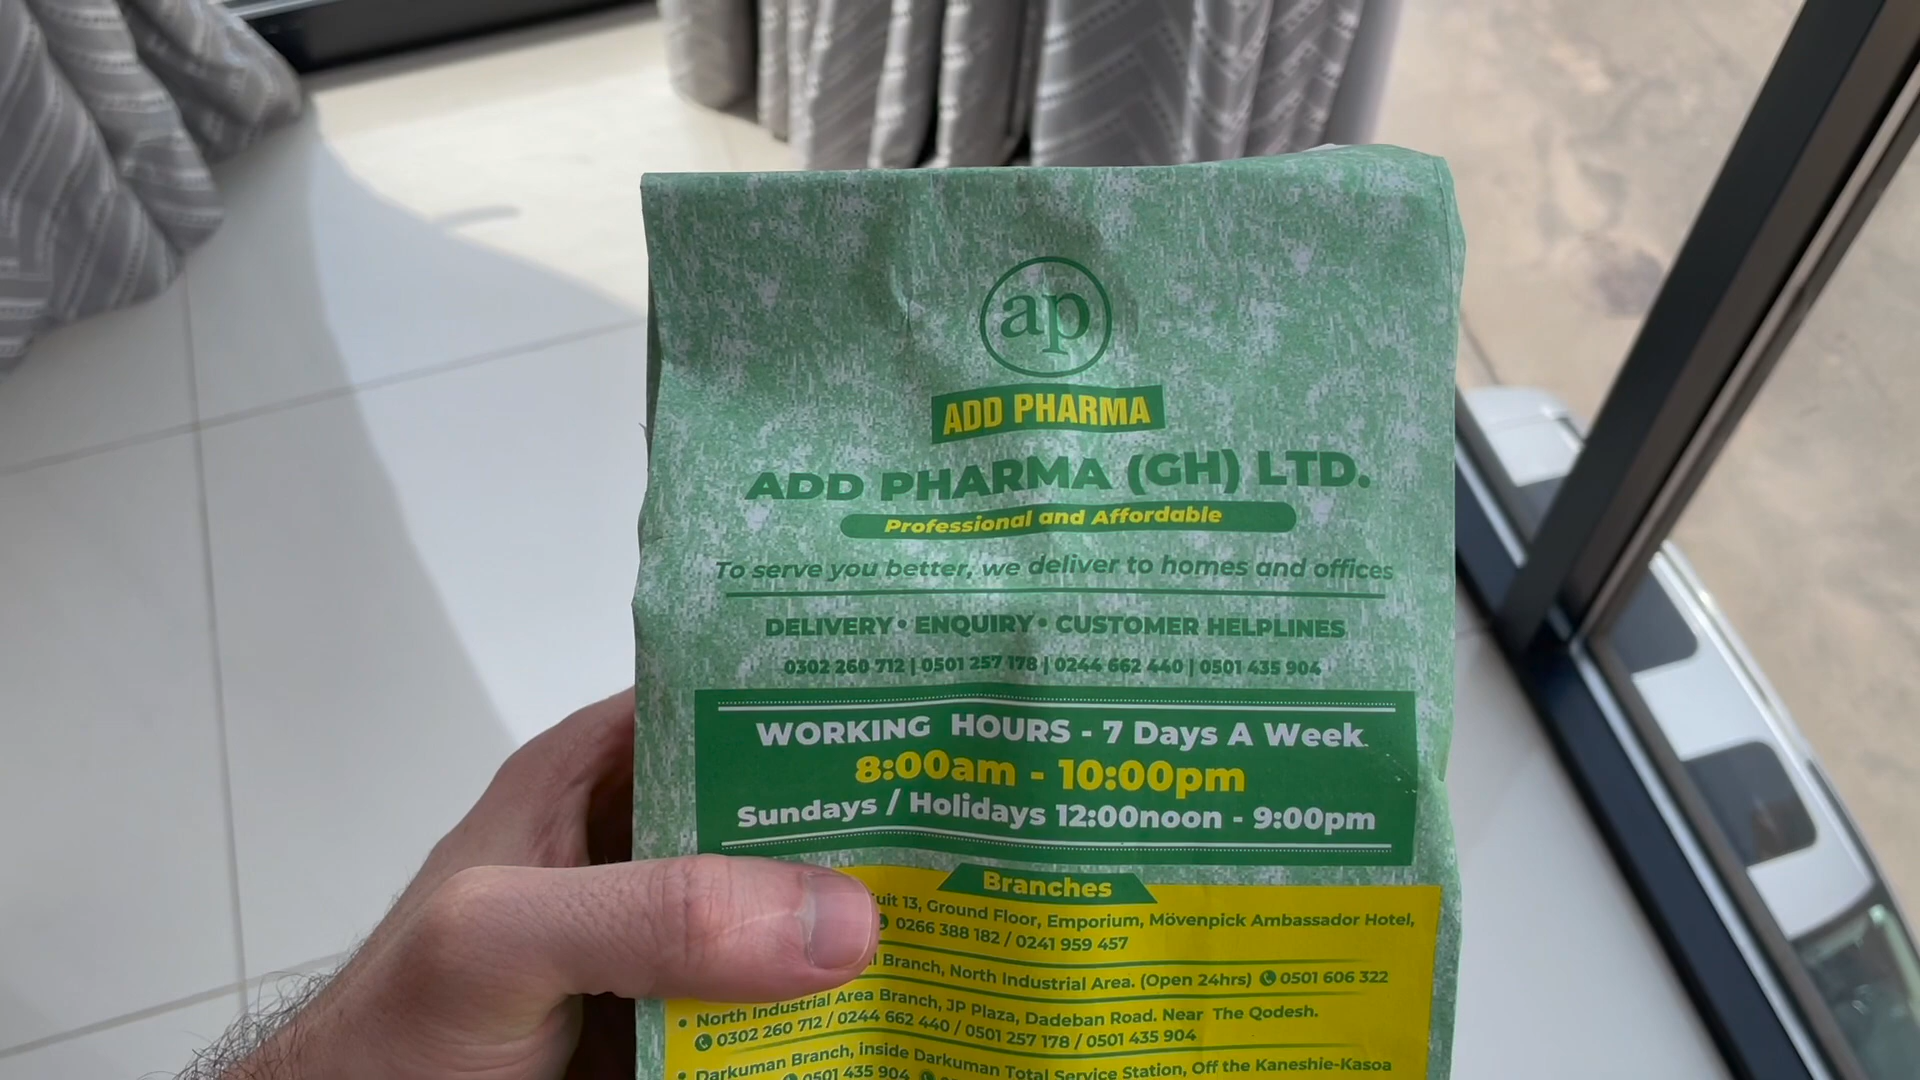 ap
ADD PHARMA
ADD PHARMA (GH) LTD.
Professional and Affordable
To serve you better, we deliver to homes and offices
DELIVERY • ENQUIRY • CUSTOMER HELPLINES
0302 260 712 | 0501 257 178 | 0244 662 440 | 0501 435 904
WORKING HOURS - 7 Days A Week
8:00am - 10:00pm
Sundays / Holidays 12:00noon - 9:00pm
Branches
13, Ground Floor, Emporium, Mövenpick Ambassador Hotel,
0266 388 182 / 0241 959 457
Branch, North Industrial Area. (Open 24hrs) 0501 606 322
• North Industrial Area Branch, JP Plaza, Dadeban Road. Near The Qodesh.
0302 260 712 / 0244 662 440 / 0501 257 178 / 0501 435 904
• Darkuman Branch, inside Darkuman Total Service Station, Off the Kaneshie-Kasoa
0501 435 904